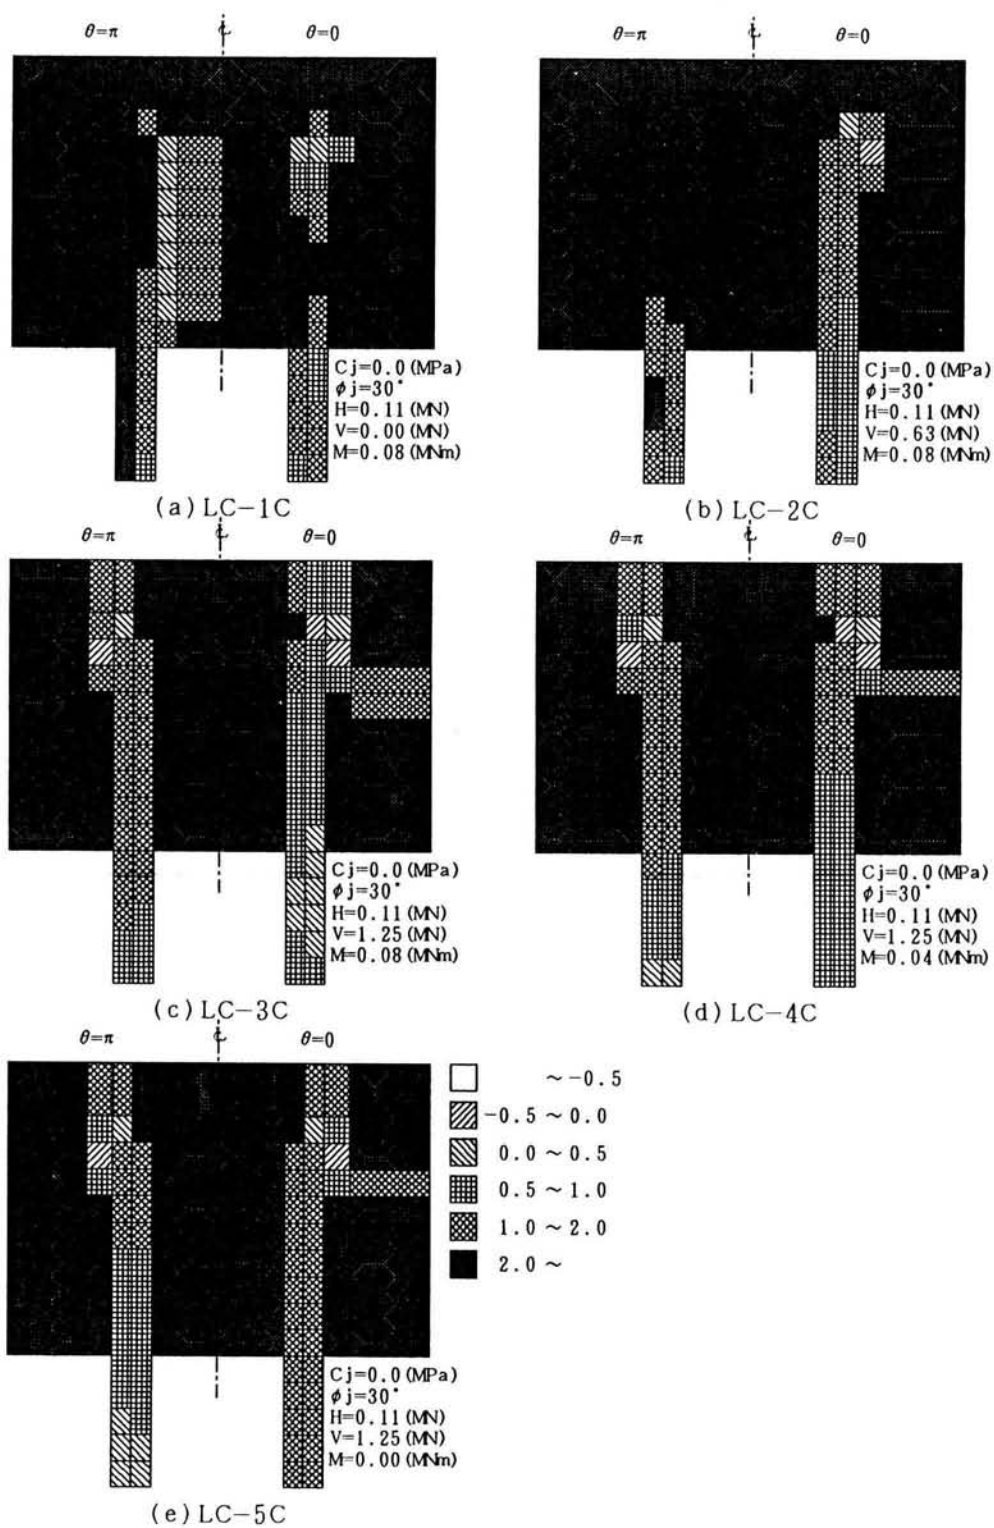 θ=π ℄ θ=0
θ=π ℄ θ=0
Cj=0.0(MPa)
φj=30°
H=0.11(MN)
V=0.00(MN)
M=0.08(MNm)
(a) LC-1C
Cj=0.0(MPa)
φj=30°
H=0.11(MN)
V=0.63(MN)
M=0.08(MNm)
(b) LC-2C
θ=π ℄ θ=0
θ=π ℄ θ=0
Cj=0.0(MPa)
φj=30°
H=0.11(MN)
V=1.25(MN)
M=0.08(MNm)
(c) LC-3C
Cj=0.0(MPa)
φj=30°
H=0.11(MN)
V=1.25(MN)
M=0.04(MNm)
(d) LC-4C
θ=π ℄ θ=0
Cj=0.0(MPa)
φj=30°
H=0.11(MN)
V=1.25(MN)
M=0.00(MNm)
(e) LC-5C
~-0.5
-0.5~0.0
0.0~0.5
0.5~1.0
1.0~2.0
2.0~